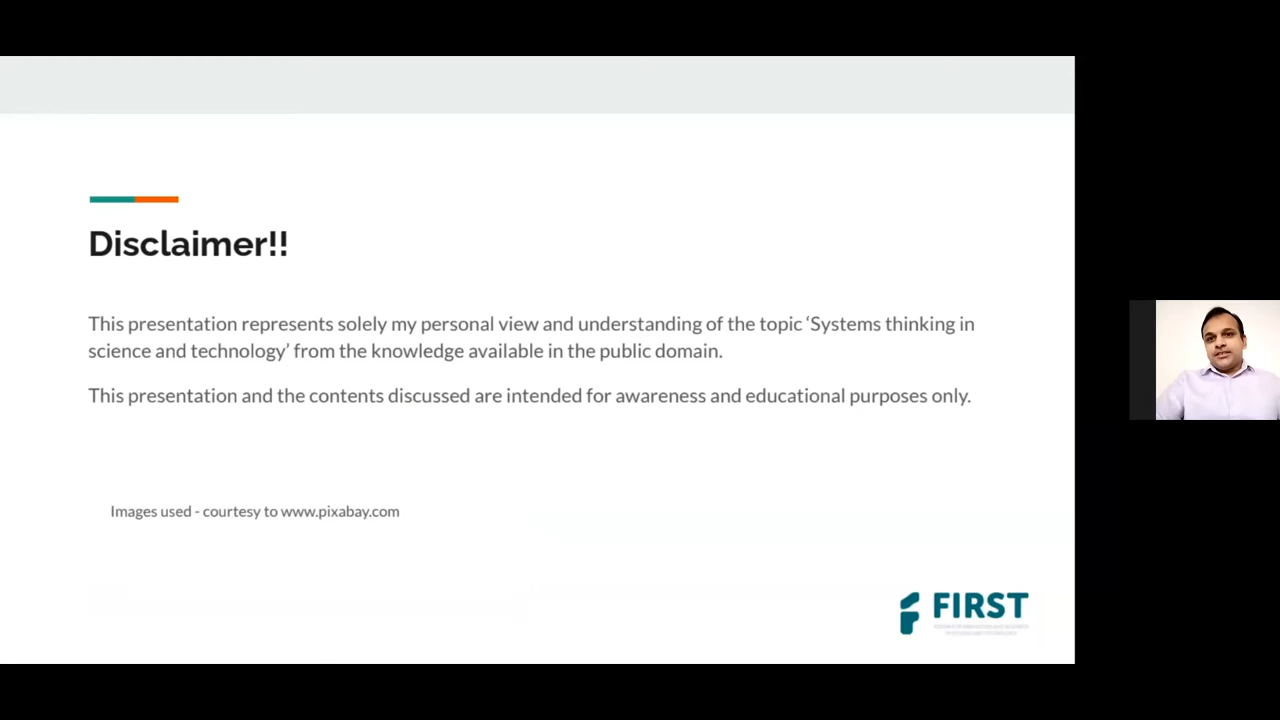 Disclaimer!!
This presentation represents solely my personal view and understanding of the topic ‘Systems thinking in
science and technology’ from the knowledge available in the public domain.
This presentation and the contents discussed are intended for awareness and educational purposes only.
Images used - courtesy to www.pixabay.com
FIRST